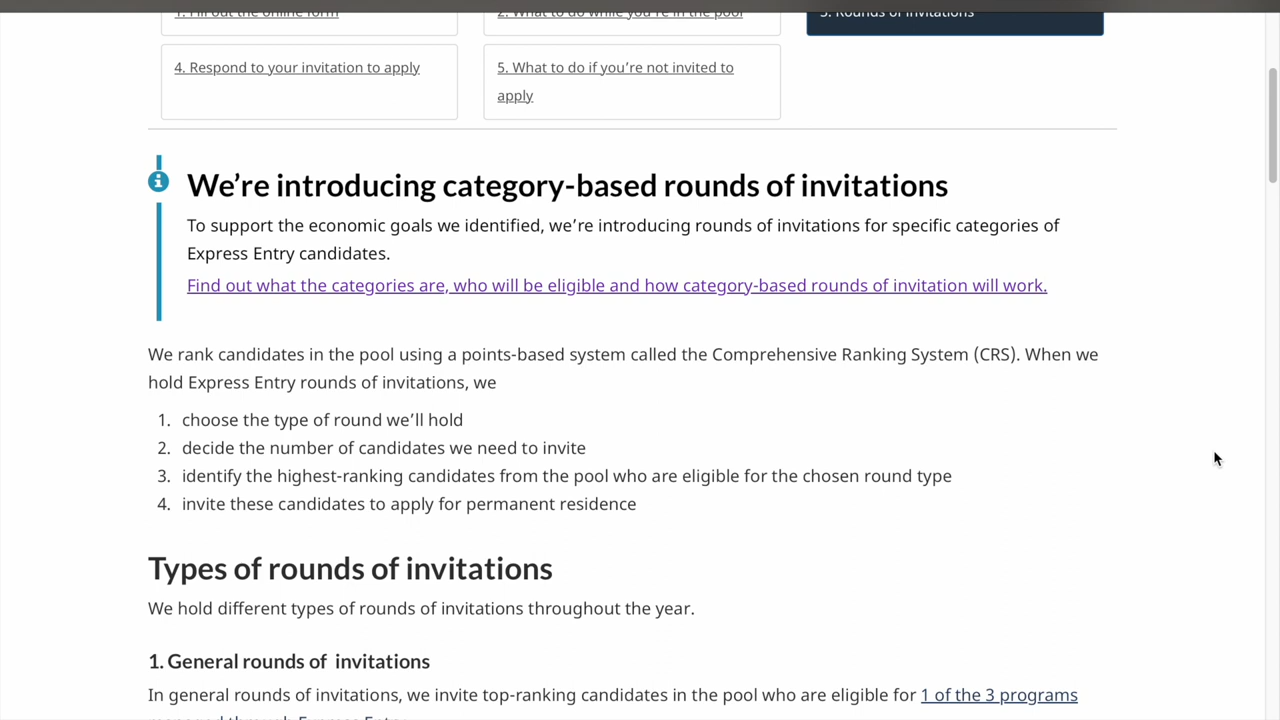 1. Fill out the online form
2. What to do while you're in the pool
3. Rounds of invitations
4. Respond to your invitation to apply
5. What to do if you’re not invited to
apply
We’re introducing category-based rounds of invitations
To support the economic goals we identified, we’re introducing rounds of invitations for specific categories of
Express Entry candidates.
Find out what the categories are, who will be eligible and how category-based rounds of invitation will work.
We rank candidates in the pool using a points-based system called the Comprehensive Ranking System (CRS). When we
hold Express Entry rounds of invitations, we
1. choose the type of round we’ll hold
2. decide the number of candidates we need to invite
3. identify the highest-ranking candidates from the pool who are eligible for the chosen round type
4. invite these candidates to apply for permanent residence
Types of rounds of invitations
We hold different types of rounds of invitations throughout the year.
1. General rounds of invitations
In general rounds of invitations, we invite top-ranking candidates in the pool who are eligible for 1 of the 3 programs
managed through Express Entry.